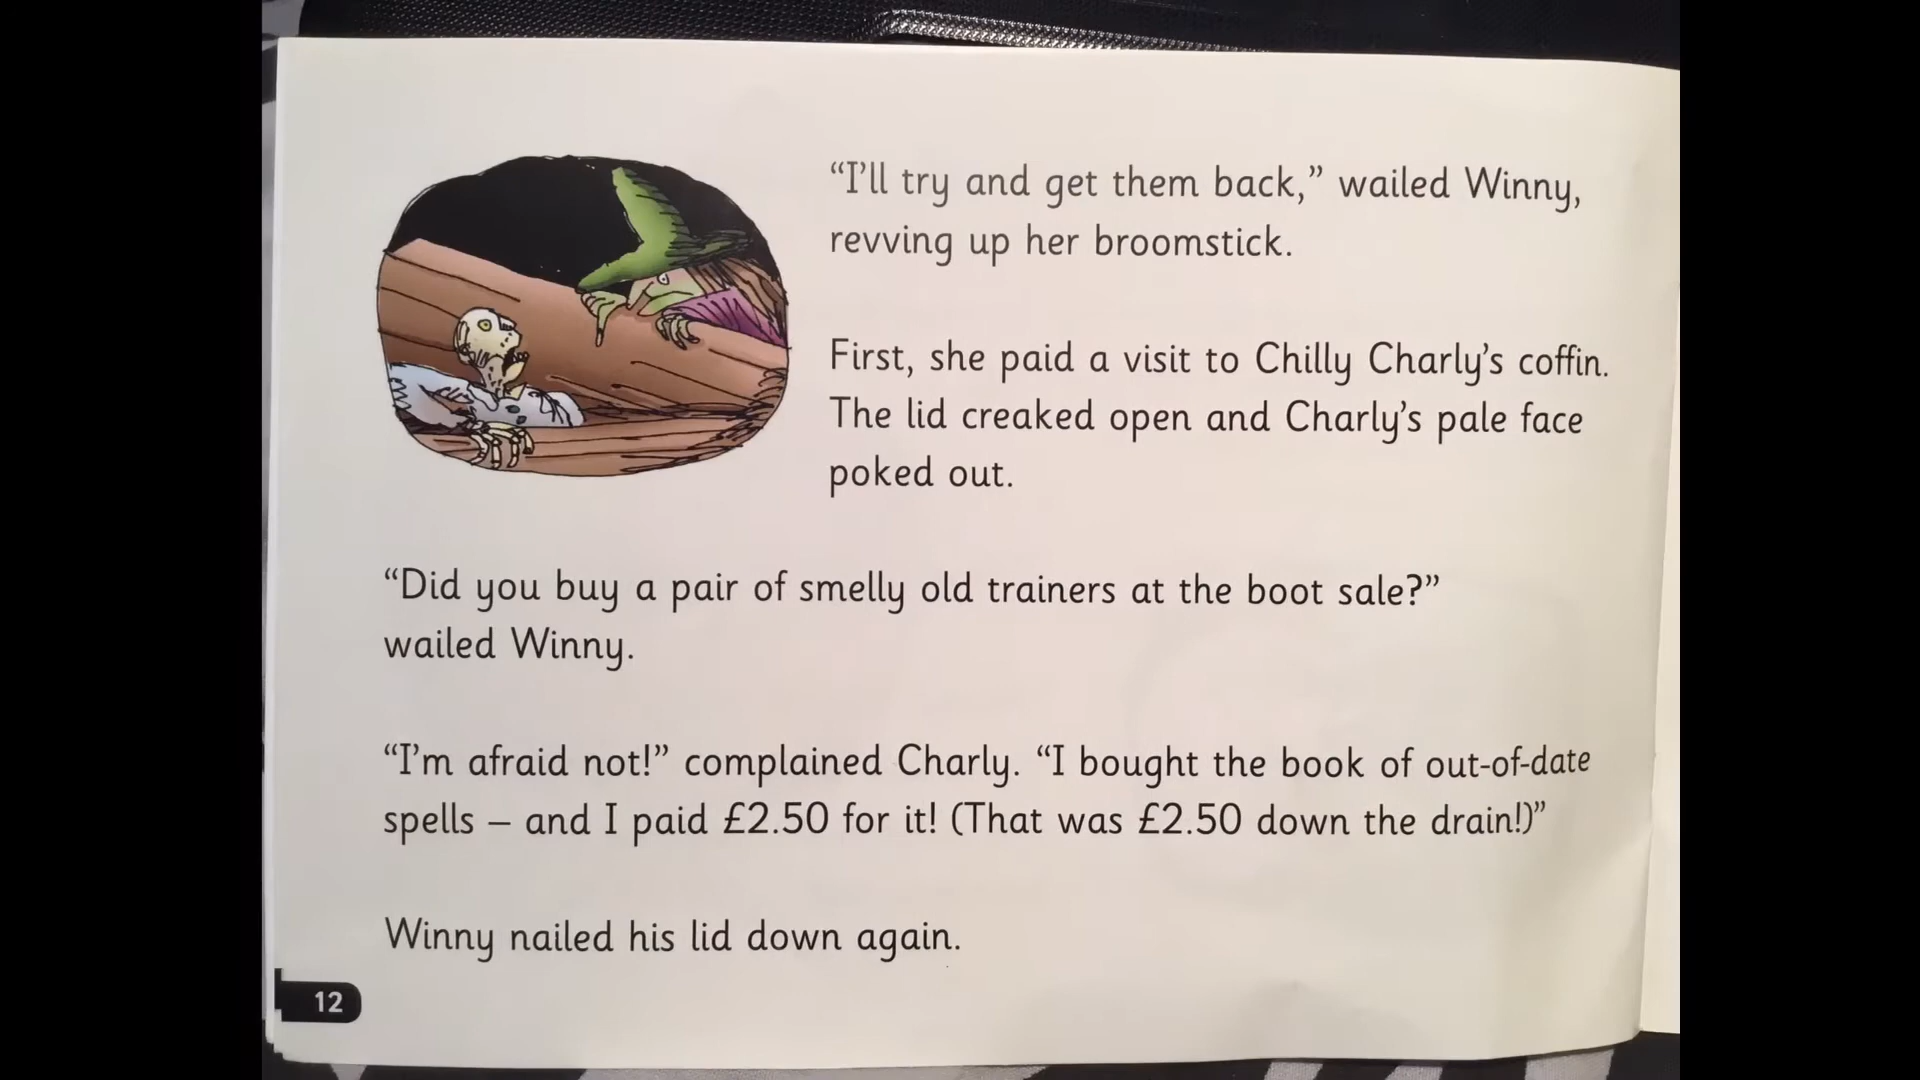 “I’ll try and get them back,” wailed Winny,
revving up her broomstick.
First, she paid a visit to Chilly Charly’s coffin.
The lid creaked open and Charly’s pale face
poked out.
“Did you buy a pair of smelly old trainers at the boot sale?”
wailed Winny.
“I’m afraid not!” complained Charly. “I bought the book of out-of-date
spells – and I paid £2.50 for it! (That was £2.50 down the drain!)”
Winny nailed his lid down again.
12